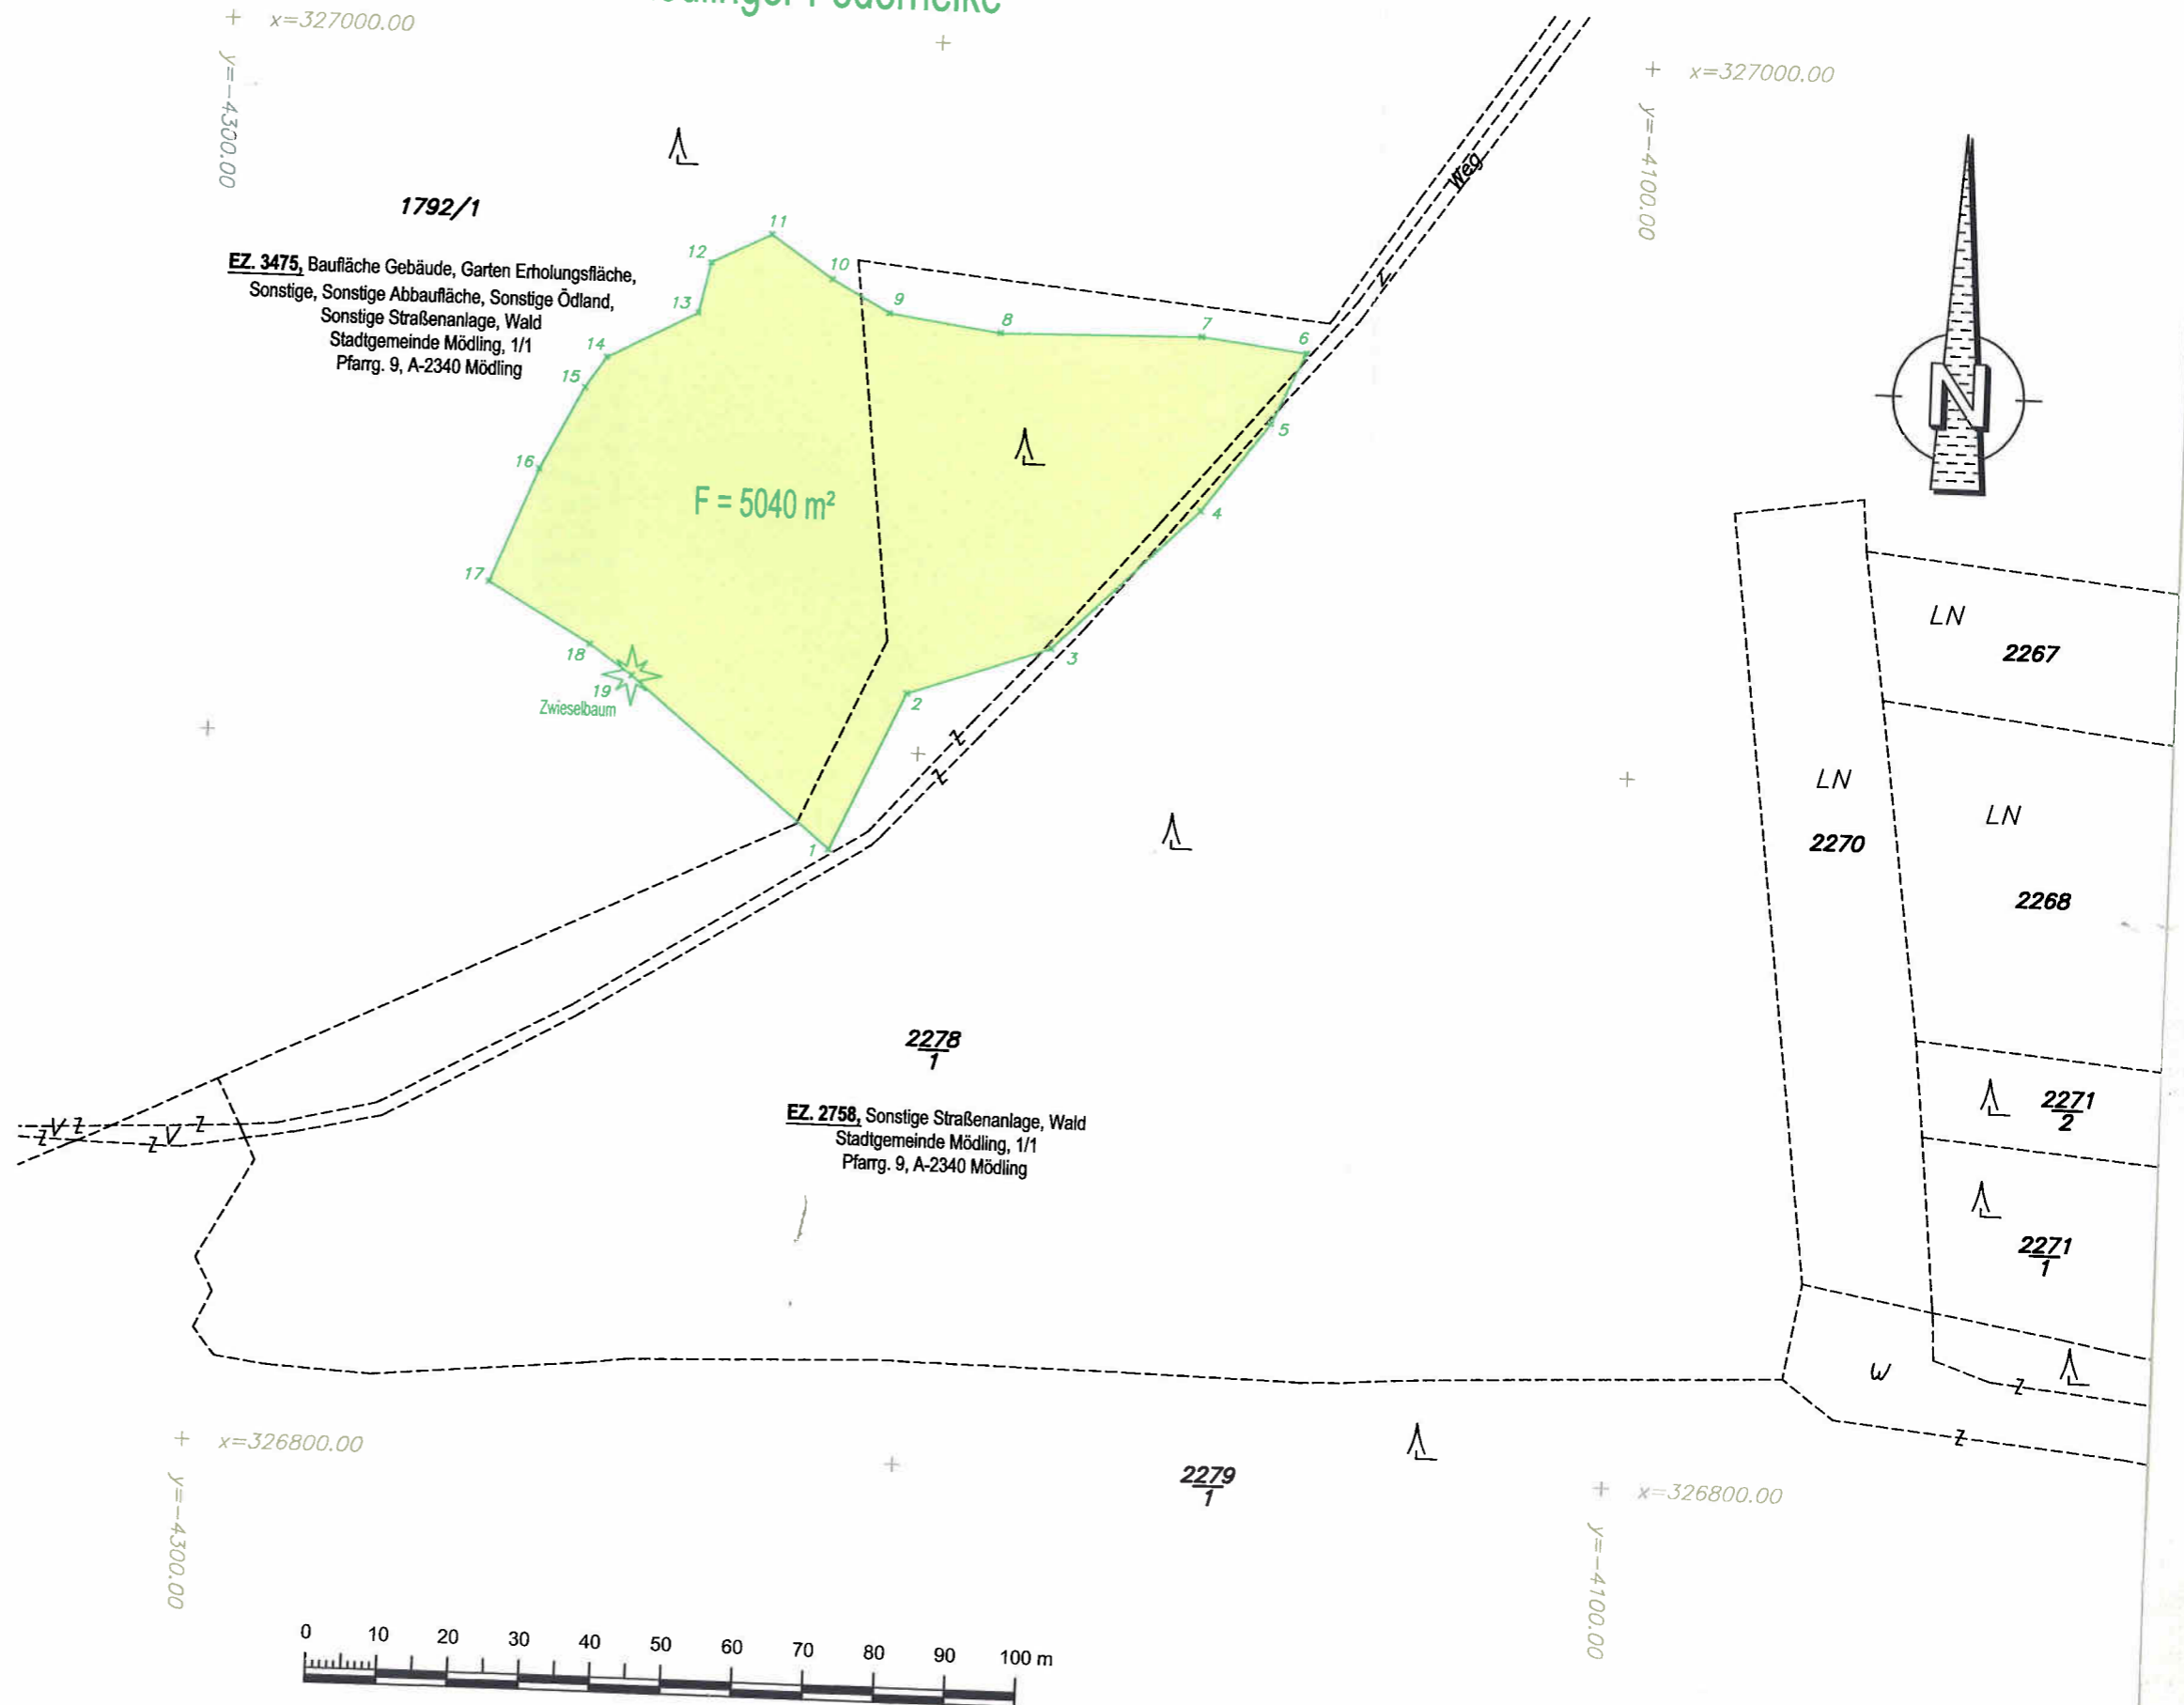 x=327000.00
y=-4300.00
x=327000.00
y=-4100.00
Weg
1792/1
EZ. 3475, Baufläche Gebäude, Garten Erholungsfläche,
Sonstige, Sonstige Abbaufläche, Sonstige Ödland,
Sonstige Straßenanlage, Wald
Stadtgemeinde Mödling, 1/1
Pfarrg. 9, A-2340 Mödling
11
12
10
13
9
8
7
6
14
15
5
16
4
F = 5040 m²
17
18
3
19
2
Zwieselbaum
1
N
LN
2267
LN
2270
LN
2268
2278
1
EZ. 2758, Sonstige Straßenanlage, Wald
Stadtgemeinde Mödling, 1/1
Pfarrg. 9, A-2340 Mödling
2271
2
2271
1
W
x=326800.00
y=-4300.00
2279
1
x=326800.00
y=-4100.00
0 10 20 30 40 50 60 70 80 90 100 m